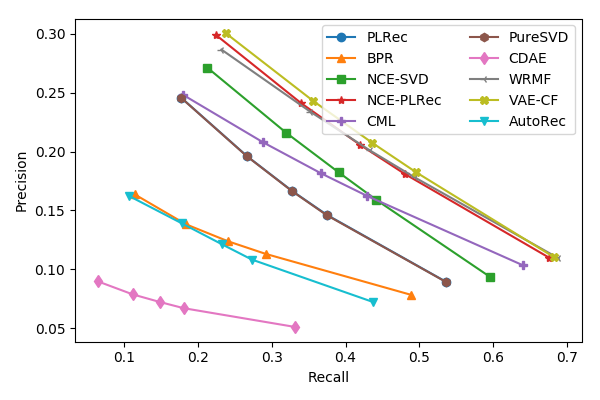 0.30
0.25
0.20
0.15
0.10
0.05
Precision
0.1 0.2 0.3 0.4 0.5 0.6 0.7
Recall
PLRec
BPR
NCE-SVD
NCE-PLRec
CML
PureSVD
CDAE
WRMF
VAE-CF
AutoRec